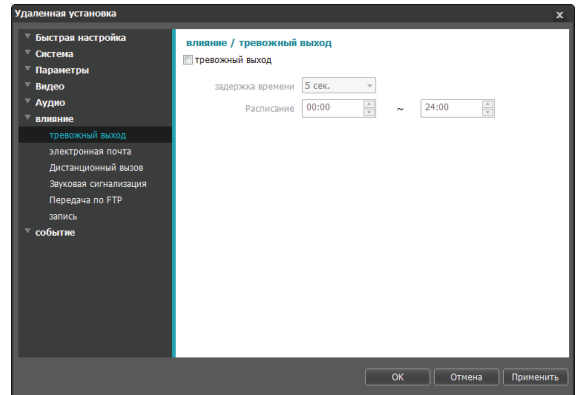 Удаленная установка
x
Быстрая настройка
Система
Параметры
Видео
Аудио
влияние
тревожный выход
электронная почта
Дистанционный вызов
Звуковая сигнализация
Передача по FTP
запись
событие
влияние / тревожный выход
тревожный выход
задержка времени 5 сек.
Расписание 00:00 ~ 24:00
OK Отмена Применить